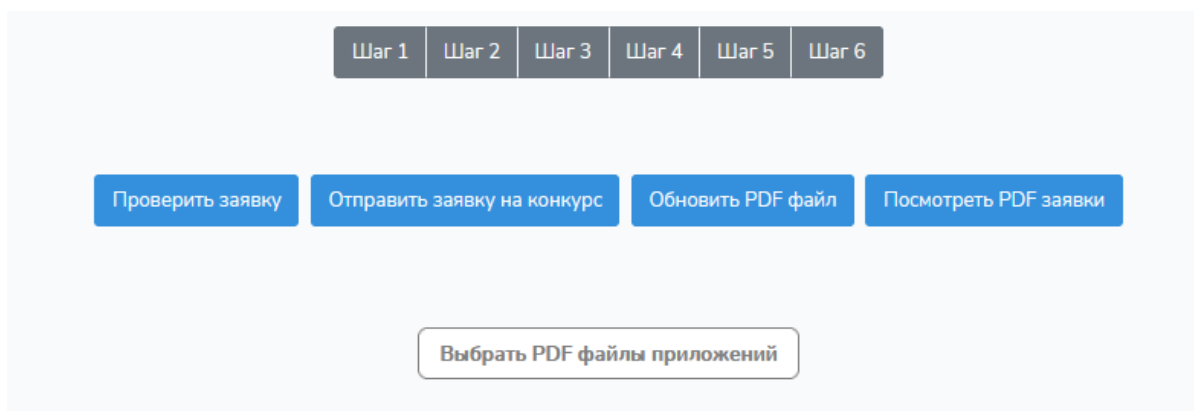 Шаг 1 Шаг 2 Шаг 3 Шаг 4 Шаг 5 Шаг 6
Проверить заявку Отправить заявку на конкурс Обновить PDF файл Посмотреть PDF заявки
Выбрать PDF файлы приложений